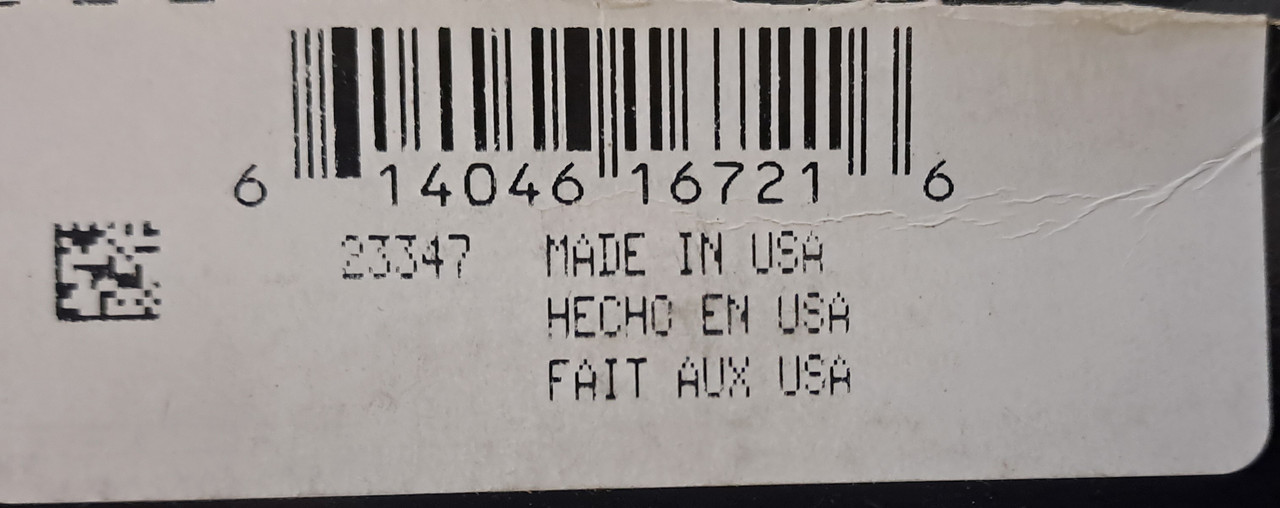 6 14046 16721 6
23347 MADE IN USA
HECHO EN USA
FAIT AUX USA